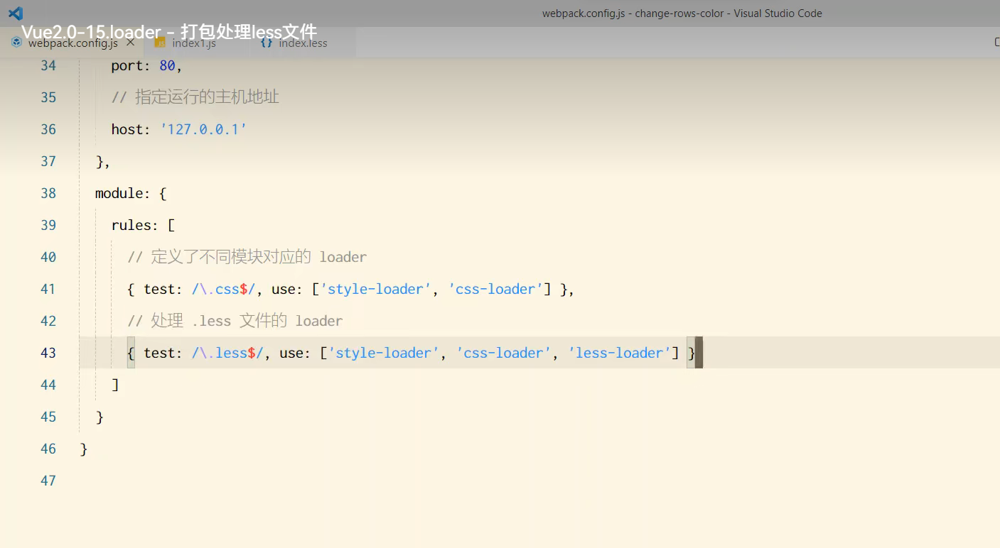 webpack.config.js - change-rows-color - Visual Studio Code
Vue2.0-15.loader - 打包处理less文件
webpack.config.js × JS index1.js {} index.less
34 port: 80,
35 // 指定运行的主机地址
36 host: '127.0.0.1'
37 },
38 module: {
39 rules: [
40 // 定义了不同模块对应的 loader
41 { test: /\.css$/, use: ['style-loader', 'css-loader'] },
42 // 处理 .less 文件的 loader
43 { test: /\.less$/, use: ['style-loader', 'css-loader', 'less-loader'] }
44 ]
45 }
46 }
47